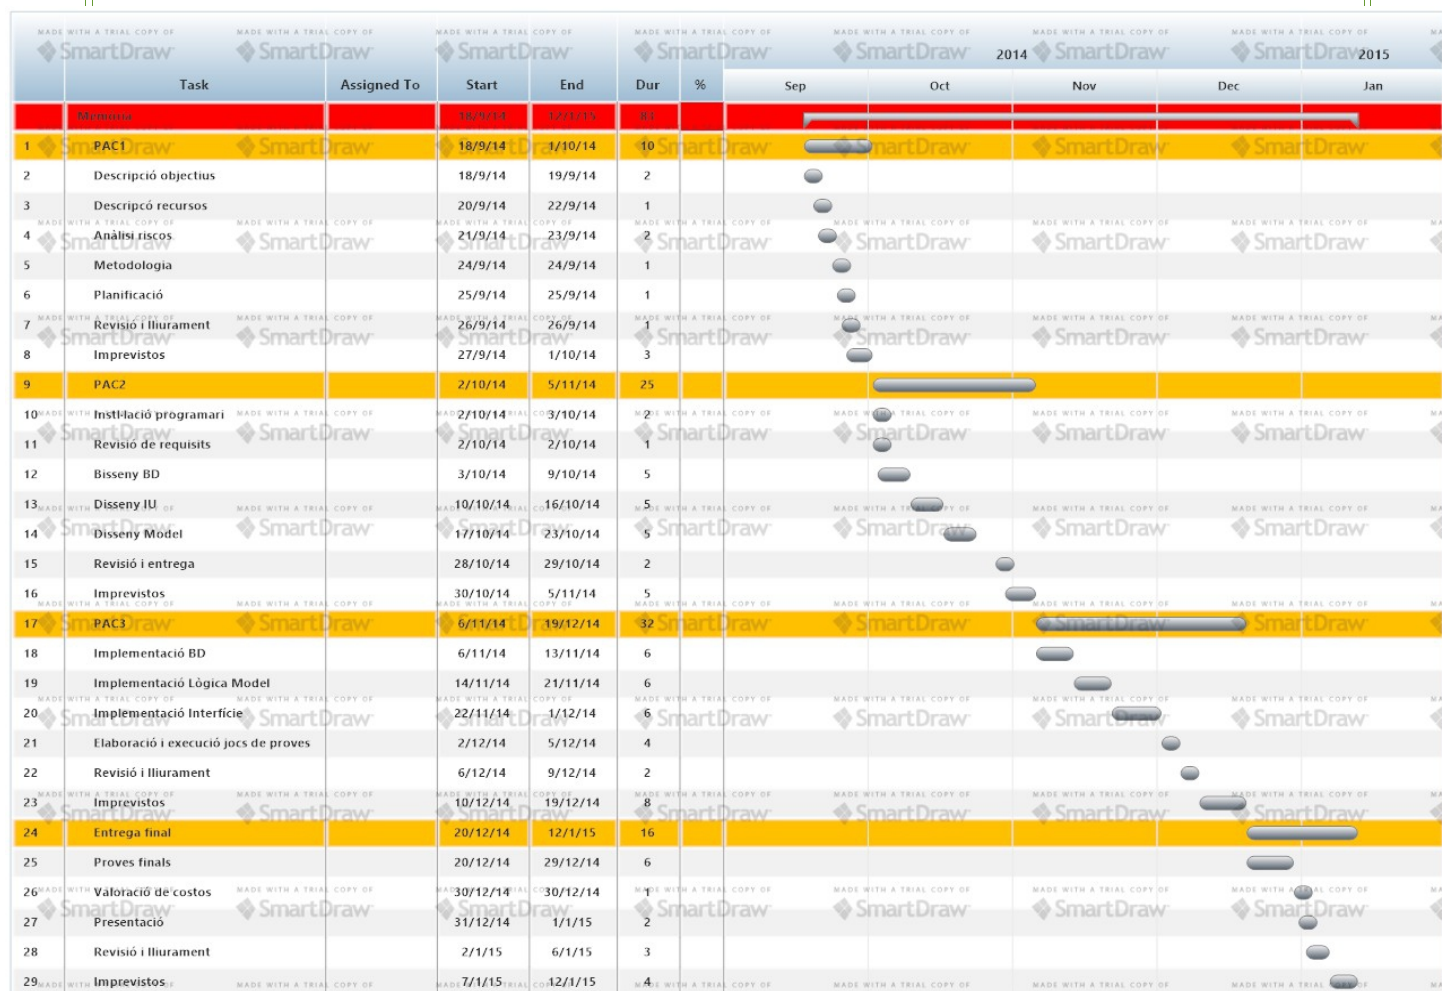 2014 2015
Task Assigned To Start End Dur % Sep Oct Nov Dec Jan
Memòria 18/9/14 12/1/15 83
1 PAC1 18/9/14 1/10/14 10
2 Descripció objectius 18/9/14 19/9/14 2
3 Descripcó recursos 20/9/14 22/9/14 1
4 Anàlisi riscos 21/9/14 23/9/14 2
5 Metodologia 24/9/14 24/9/14 1
6 Planificació 25/9/14 25/9/14 1
7 Revisió i lliurament 26/9/14 26/9/14 1
8 Imprevistos 27/9/14 1/10/14 3
9 PAC2 2/10/14 5/11/14 25
10 Instl·lació programari 2/10/14 3/10/14 2
11 Revisió de requisits 2/10/14 2/10/14 1
12 Bisseny BD 3/10/14 9/10/14 5
13 Disseny IU 10/10/14 16/10/14 5
14 Disseny Model 17/10/14 23/10/14 5
15 Revisió i entrega 28/10/14 29/10/14 2
16 Imprevistos 30/10/14 5/11/14 5
17 PAC3 6/11/14 19/12/14 32
18 Implementació BD 6/11/14 13/11/14 6
19 Implementació Lògica Model 14/11/14 21/11/14 6
20 Implementació Interfície 22/11/14 1/12/14 6
21 Elaboració i execució jocs de proves 2/12/14 5/12/14 4
22 Revisió i lliurament 6/12/14 9/12/14 2
23 Imprevistos 10/12/14 19/12/14 8
24 Entrega final 20/12/14 12/1/15 16
25 Proves finals 20/12/14 29/12/14 6
26 Valoració de costos 30/12/14 30/12/14 1
27 Presentació 31/12/14 1/1/15 2
28 Revisió i lliurament 2/1/15 6/1/15 3
29 Imprevistos 7/1/15 12/1/15 4
MADE WITH A TRIAL COPY OF
SmartDraw